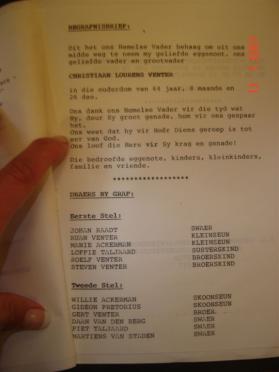 BEGRAFNISBRIEF:
Dit het ons Hemelse Vader behaag om uit ons
midde weg te neem my geliefde eggenoot, ons
geliefde vader en grootvader
CHRISTIAAN LOURENS VENTER
in die ouderdom van 44 jaar, 8 maande en
26 dae.
Ons dank ons Hemelse Vader vir die tyd wat
Hy, deur Sy groot genade, hom vir ons gespaar
het.
Ons weet dat hy vir Hoër Diens geroep is tot
eer van God.
Ons loof die Here vir Sy krag en genade!
Die bedroefde eggenote, kinders, kleinkinders,
familie en vriende.
******************
DRAERS BY GRAF:
Eerste Stel:
JOHAN RAADT SWAER
RUAN VENTER KLEINSEUN
MANIE ACKERMAN KLEINSEUN
LOFFIE TALJAARD SUSTERSKIND
ROELF VENTER BROERSKIND
STEVEN VENTER BROERSKIND
Tweede Stel:
WILLIE ACKERMAN SKOONSEUN
GIDEON PRETORIUS SKOONSEUN
GERT VENTER BROER
DAAN VAN DEN BERG SWAER
PIET TALJAARD SWAER
MARTIENS VAN STADEN SWAER